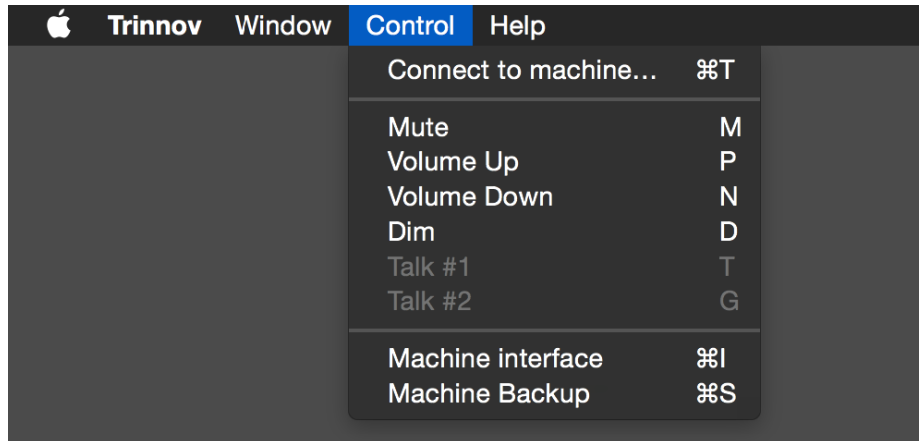 Trinnov Window Control Help
Connect to machine... ⌘T
Mute M
Volume Up P
Volume Down N
Dim D
Talk #1 T
Talk #2 G
Machine interface ⌘I
Machine Backup ⌘S